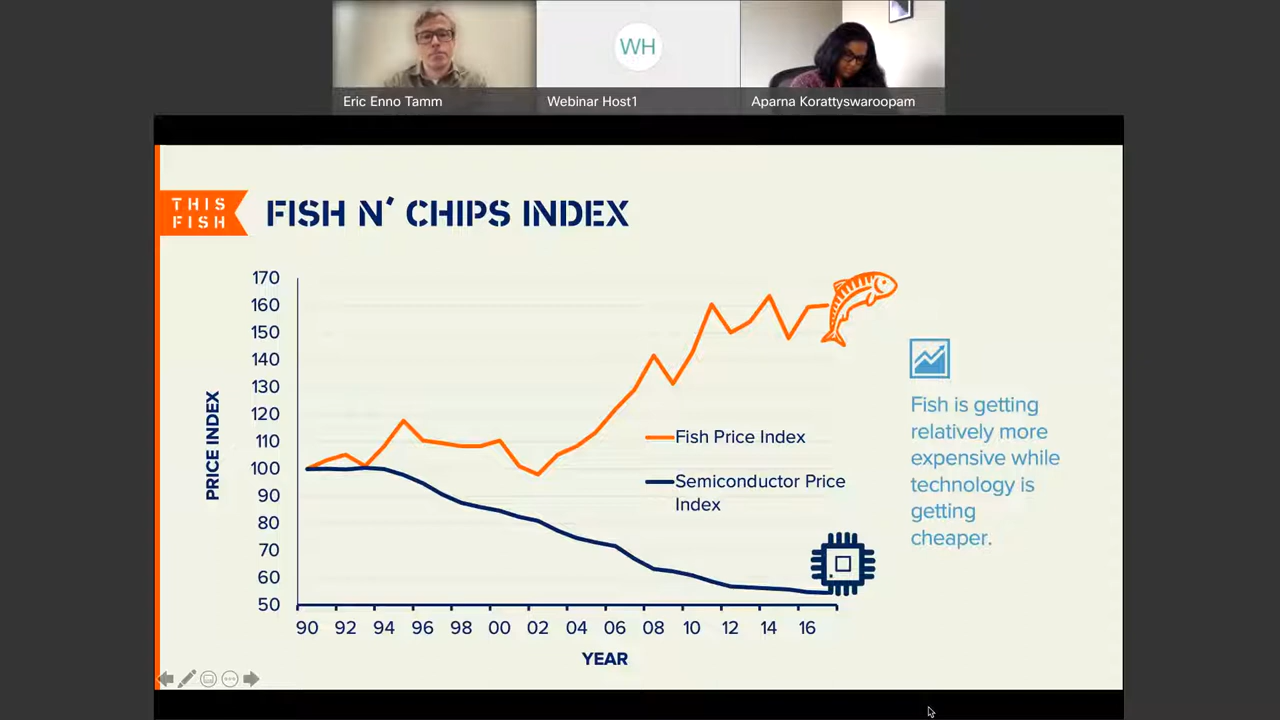 WH
Eric Enno Tamm
Webinar Host1
Aparna Korattyswaroopam
THIS
FISH
FISH N' CHIPS INDEX
170
160
150
140
130
120
110
100
90
80
70
60
50
PRICE INDEX
Fish Price Index
Semiconductor Price
Index
90 92 94 96 98 00 02 04 06 08 10 12 14 16
YEAR
Fish is getting
relatively more
expensive while
technology is
getting
cheaper.